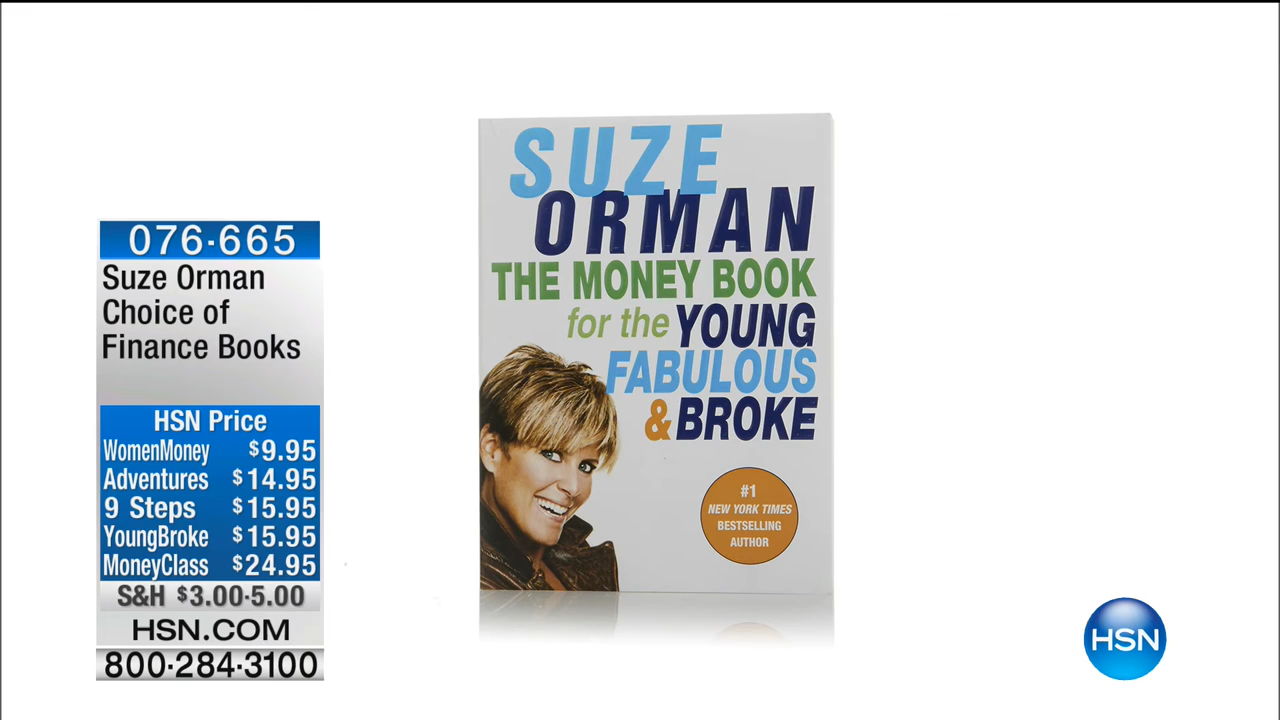 076-665
Suze Orman
Choice of
Finance Books
HSN Price
WomenMoney $9.95
Adventures $14.95
9 Steps $15.95
YoungBroke $15.95
MoneyClass $24.95
S&H $3.00-5.00
HSN.COM
800-284-3100
SUZE
ORMAN
THE MONEY BOOK
for the YOUNG
FABULOUS
& BROKE
#1
NEW YORK TIMES
BESTSELLING
AUTHOR
HSN